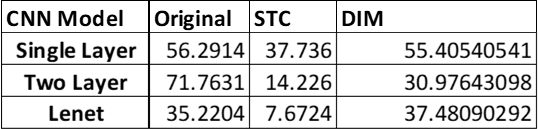 CNN Model Original STC DIM
Single Layer 56.2914 37.736 55.40540541
Two Layer 71.7631 14.226 30.97643098
Lenet 35.2204 7.6724 37.48090292